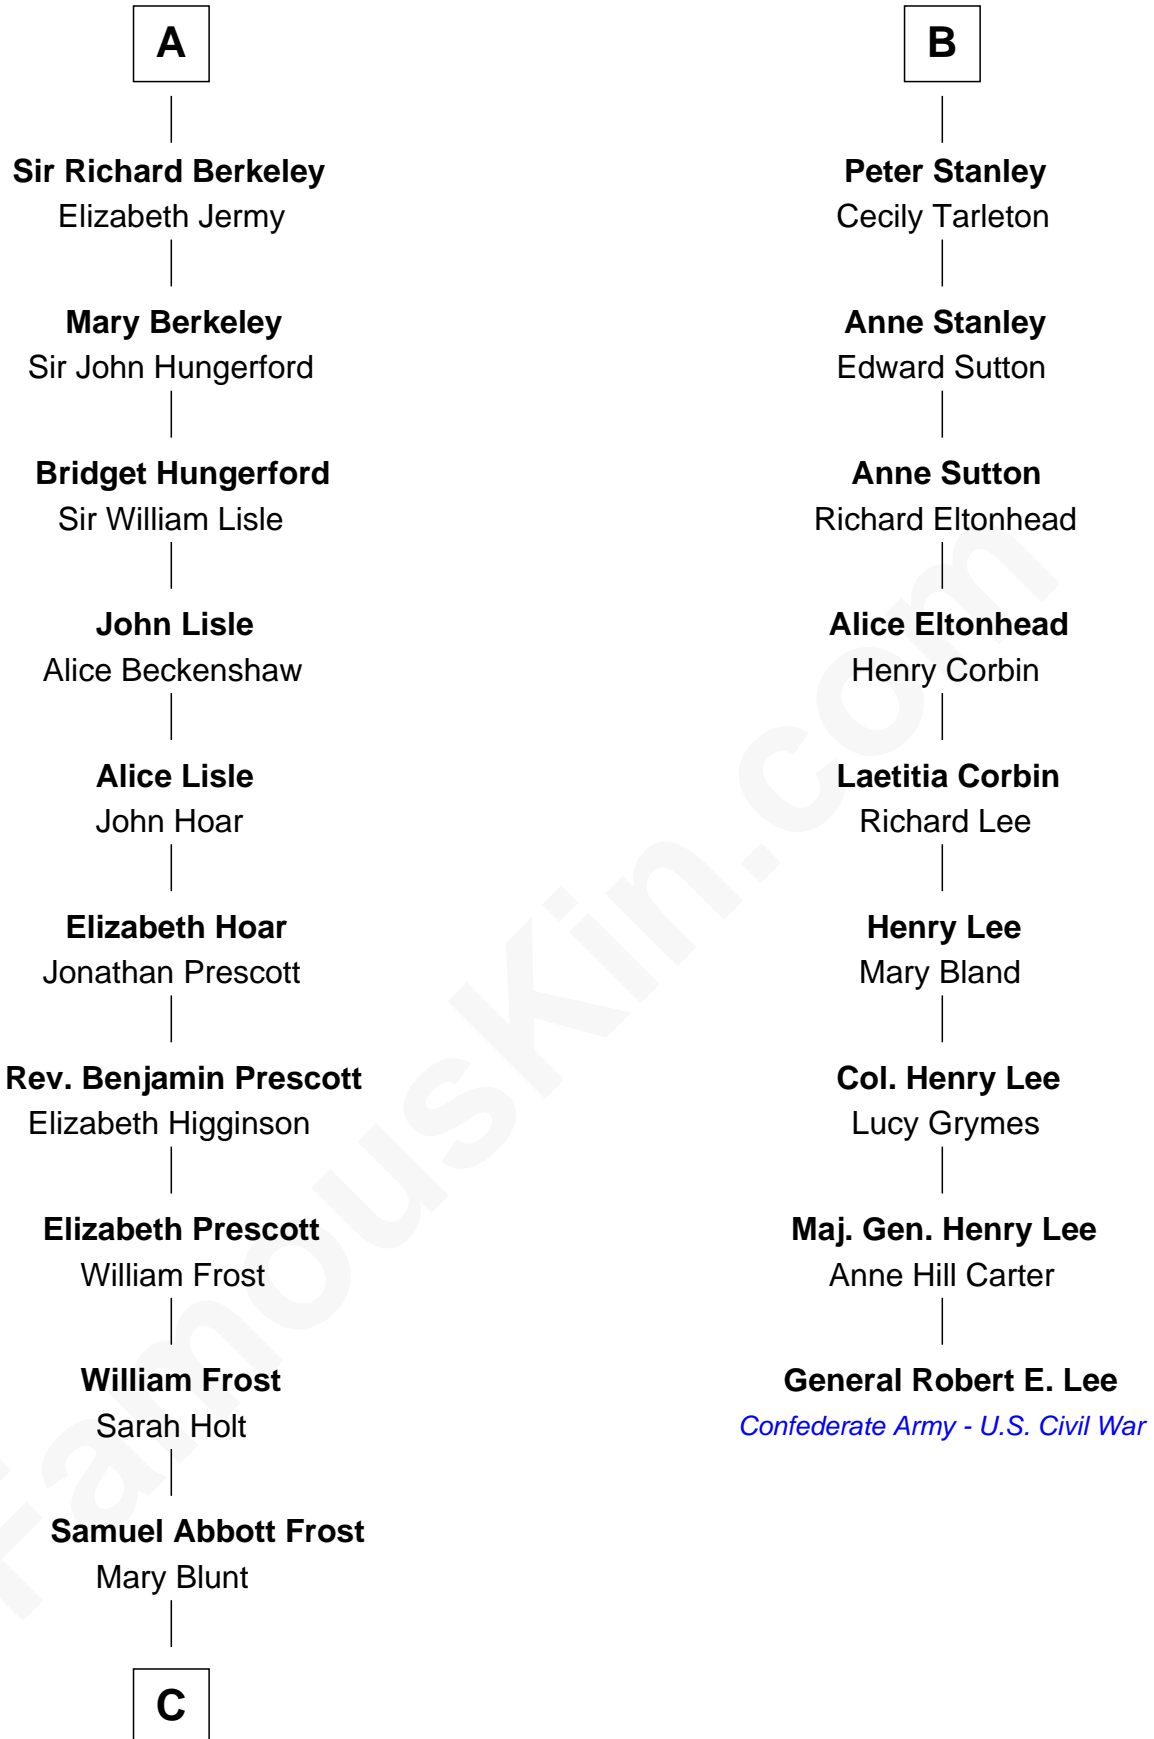 A
Sir Richard Berkeley
Elizabeth Jermy
Mary Berkeley
Sir John Hungerford
Bridget Hungerford
Sir William Lisle
John Lisle
Alice Beckenshaw
Alice Lisle
John Hoar
Elizabeth Hoar
Jonathan Prescott
Rev. Benjamin Prescott
Elizabeth Higginson
Elizabeth Prescott
William Frost
William Frost
Sarah Holt
Samuel Abbott Frost
Mary Blunt
C
B
Peter Stanley
Cecily Tarleton
Anne Stanley
Edward Sutton
Anne Sutton
Richard Eltonhead
Alice Eltonhead
Henry Corbin
Laetitia Corbin
Richard Lee
Henry Lee
Mary Bland
Col. Henry Lee
Lucy Grymes
Maj. Gen. Henry Lee
Anne Hill Carter
General Robert E. Lee
Confederate Army - U.S. Civil War
FamousKin.com